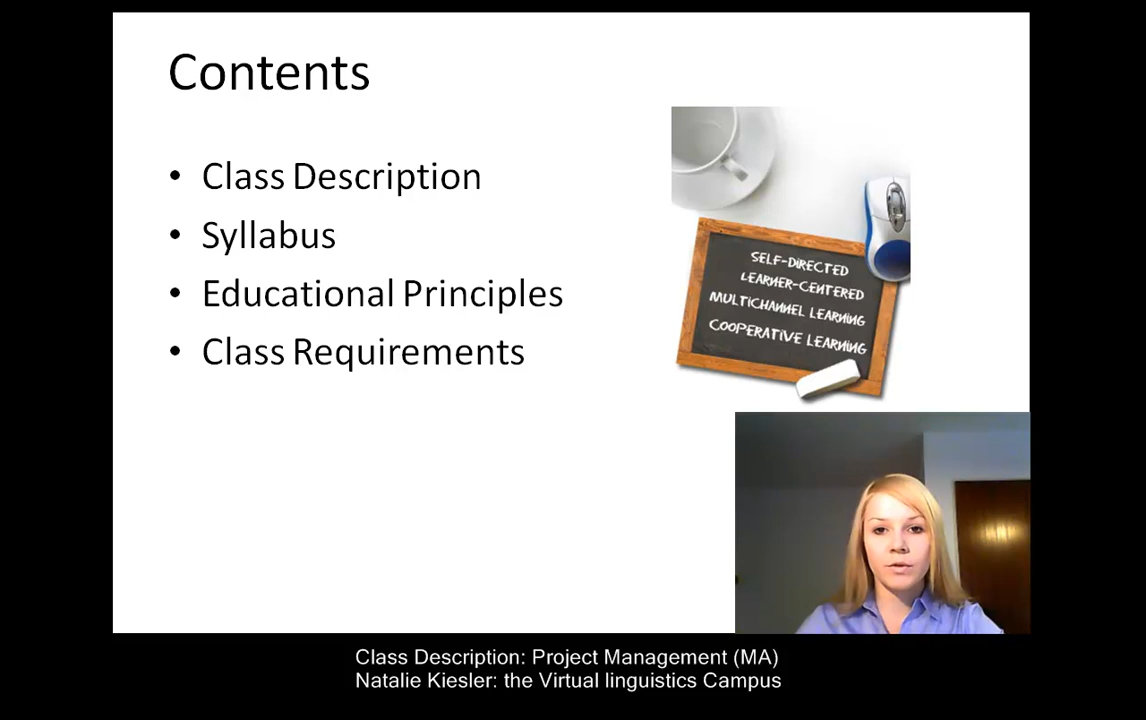 Contents
• Class Description
• Syllabus
• Educational Principles
• Class Requirements
SELF-DIRECTED
LEARNER-CENTERED
MULTICHANNEL LEARNING
COOPERATIVE LEARNING
Class Description: Project Management (MA)
Natalie Kiesler: the Virtual linguistics Campus